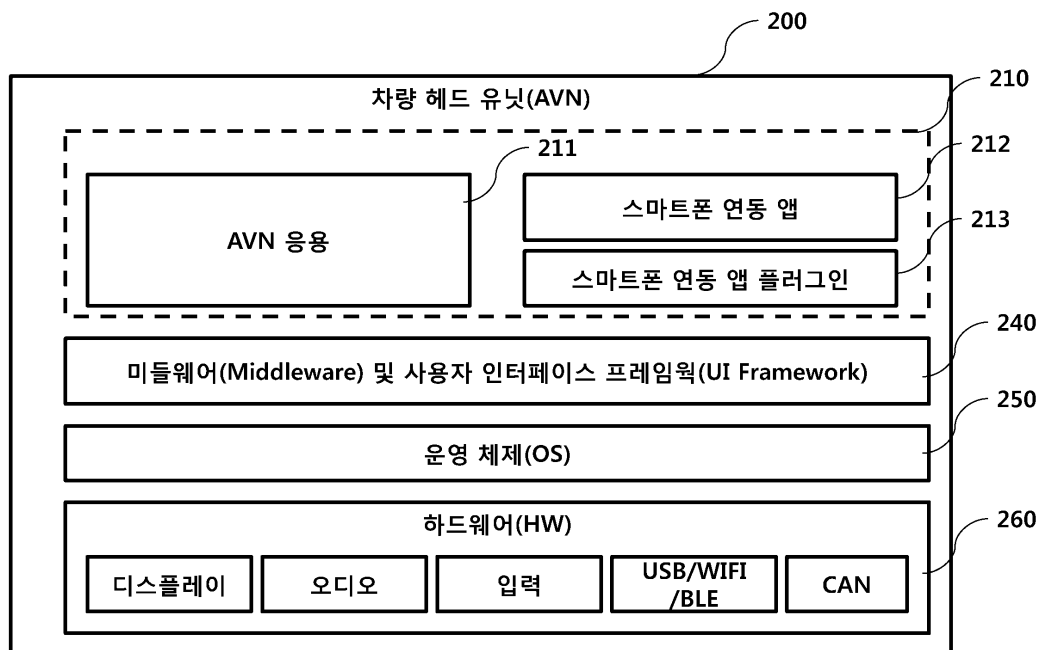 200
차량 헤드 유닛(AVN)
210
211
212
AVN 응용
스마트폰 연동 앱
213
스마트폰 연동 앱 플러그인
240
미들웨어(Middleware) 및 사용자 인터페이스 프레임웍(UI Framework)
250
운영 체제(OS)
260
하드웨어(HW)
디스플레이
오디오
입력
USB/WIFI
/BLE
CAN